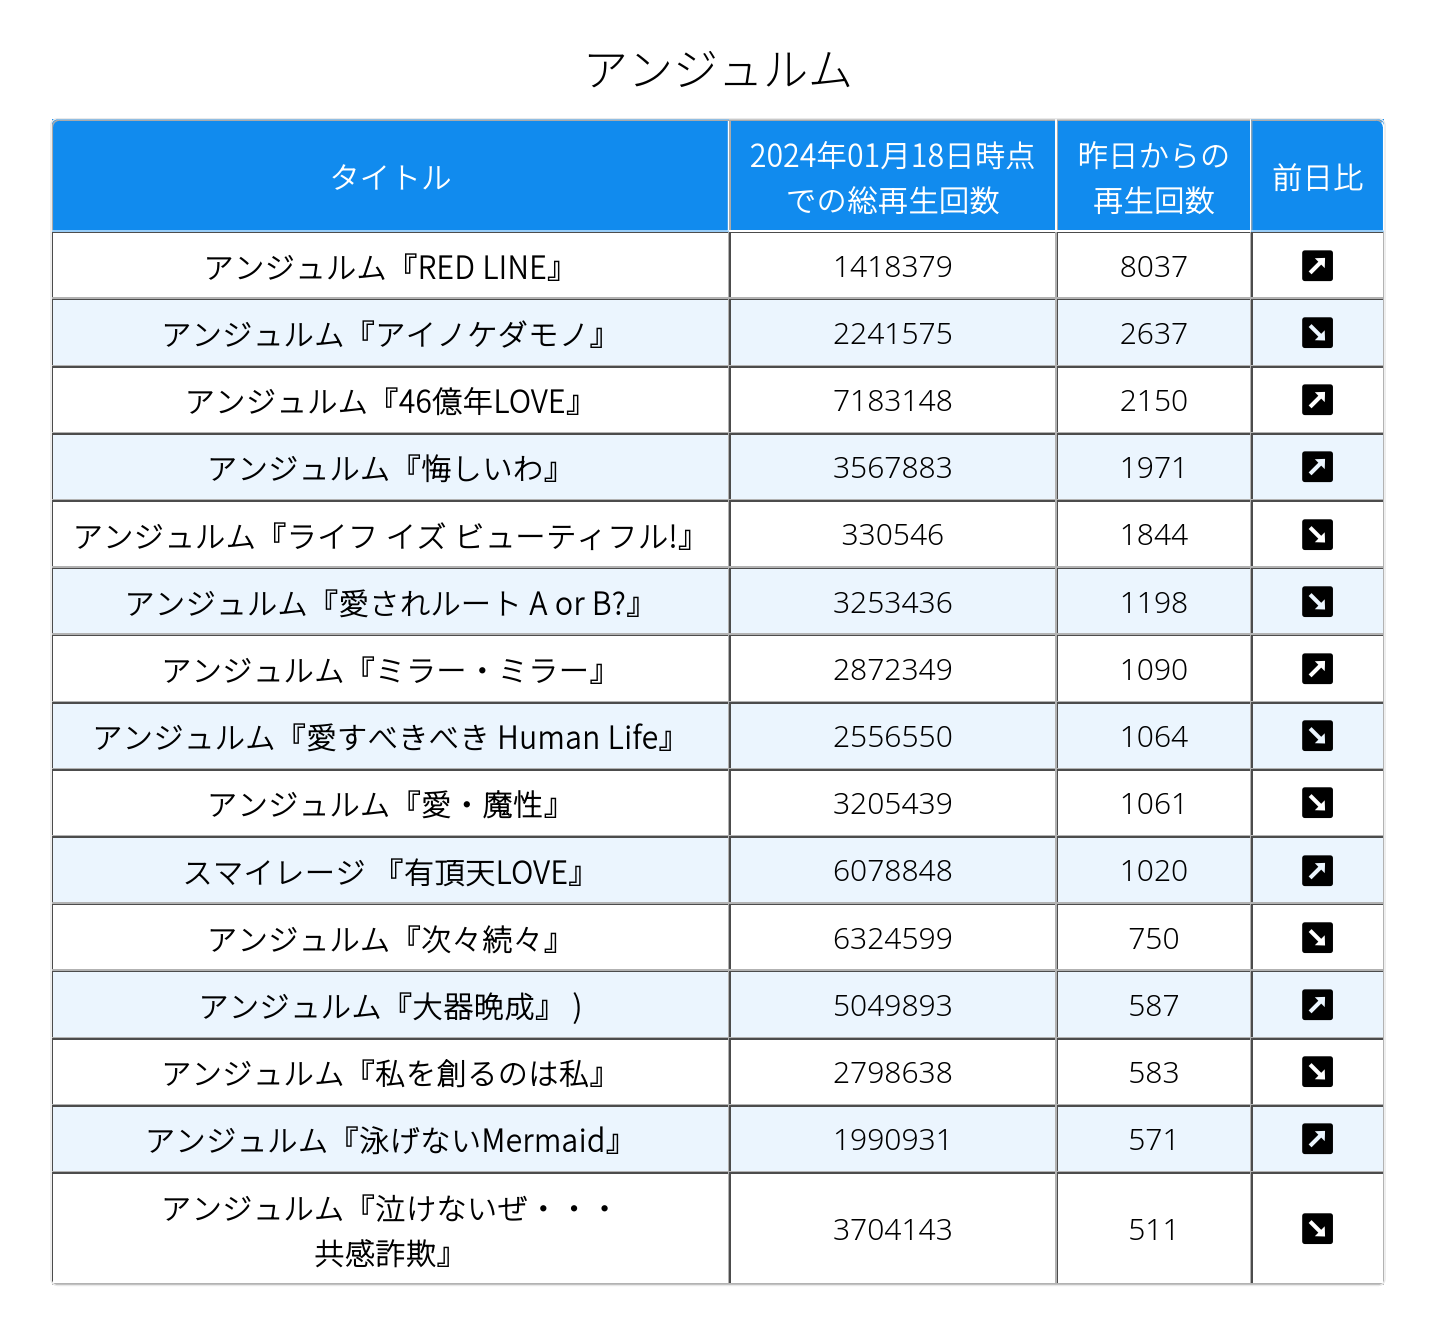 アンジュルム
タイトル
2024年01月18日時点
での総再生回数
昨日からの
再生回数
前日比
アンジュルム『RED LINE』 1418379 8037 ↗
アンジュルム『アイノケダモノ』 2241575 2637 ↘
アンジュルム『46億年LOVE』 7183148 2150 ↗
アンジュルム『悔しいわ』 3567883 1971 ↗
アンジュルム『ライフ イズ ビューティフル!』 330546 1844 ↘
アンジュルム『愛されルート A or B?』 3253436 1198 ↘
アンジュルム『ミラー・ミラー』 2872349 1090 ↗
アンジュルム『愛すべきべき Human Life』 2556550 1064 ↘
アンジュルム『愛・魔性』 3205439 1061 ↘
スマイレージ 『有頂天LOVE』 6078848 1020 ↗
アンジュルム『次々続々』 6324599 750 ↘
アンジュルム『大器晩成』 ) 5049893 587 ↗
アンジュルム『私を創るのは私』 2798638 583 ↘
アンジュルム『泳げないMermaid』 1990931 571 ↗
アンジュルム『泣けないぜ・・・
共感詐欺』 3704143 511 ↘